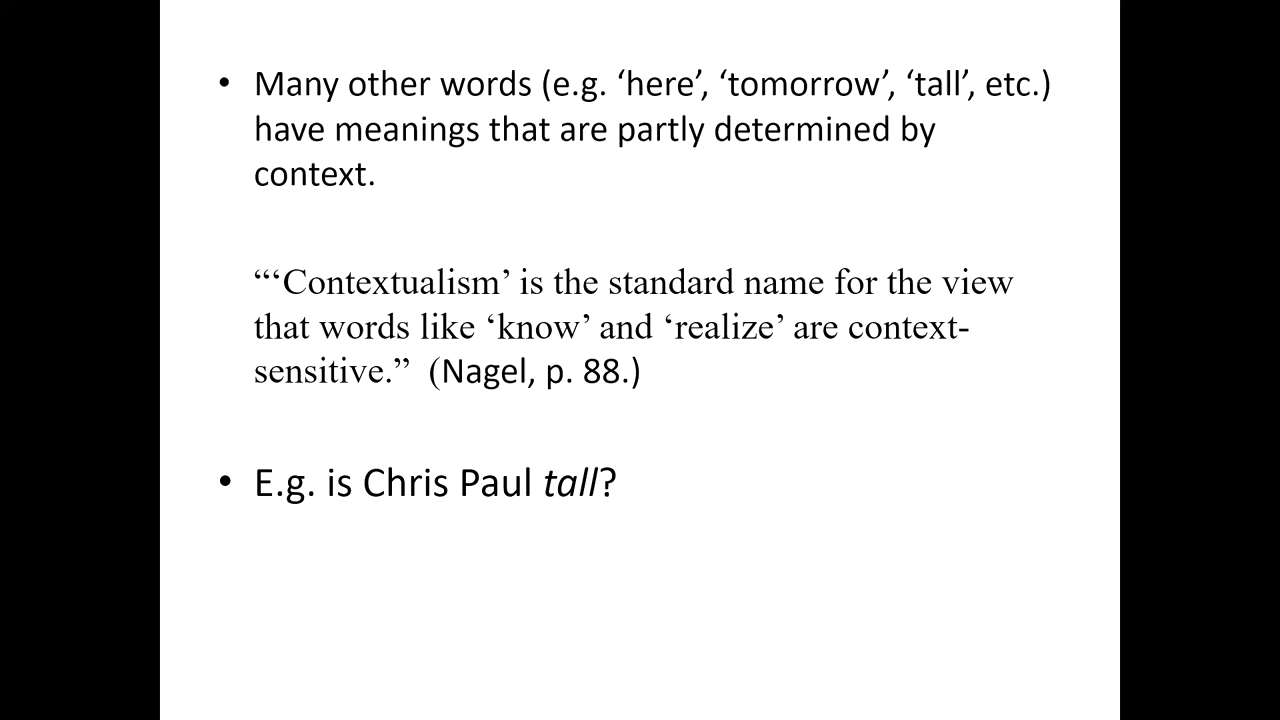 • Many other words (e.g. ‘here’, ‘tomorrow’, ‘tall’, etc.)
have meanings that are partly determined by
context.
“‘Contextualism’ is the standard name for the view
that words like ‘know’ and ‘realize’ are context-
sensitive.”  (Nagel, p. 88.)
• E.g. is Chris Paul tall?